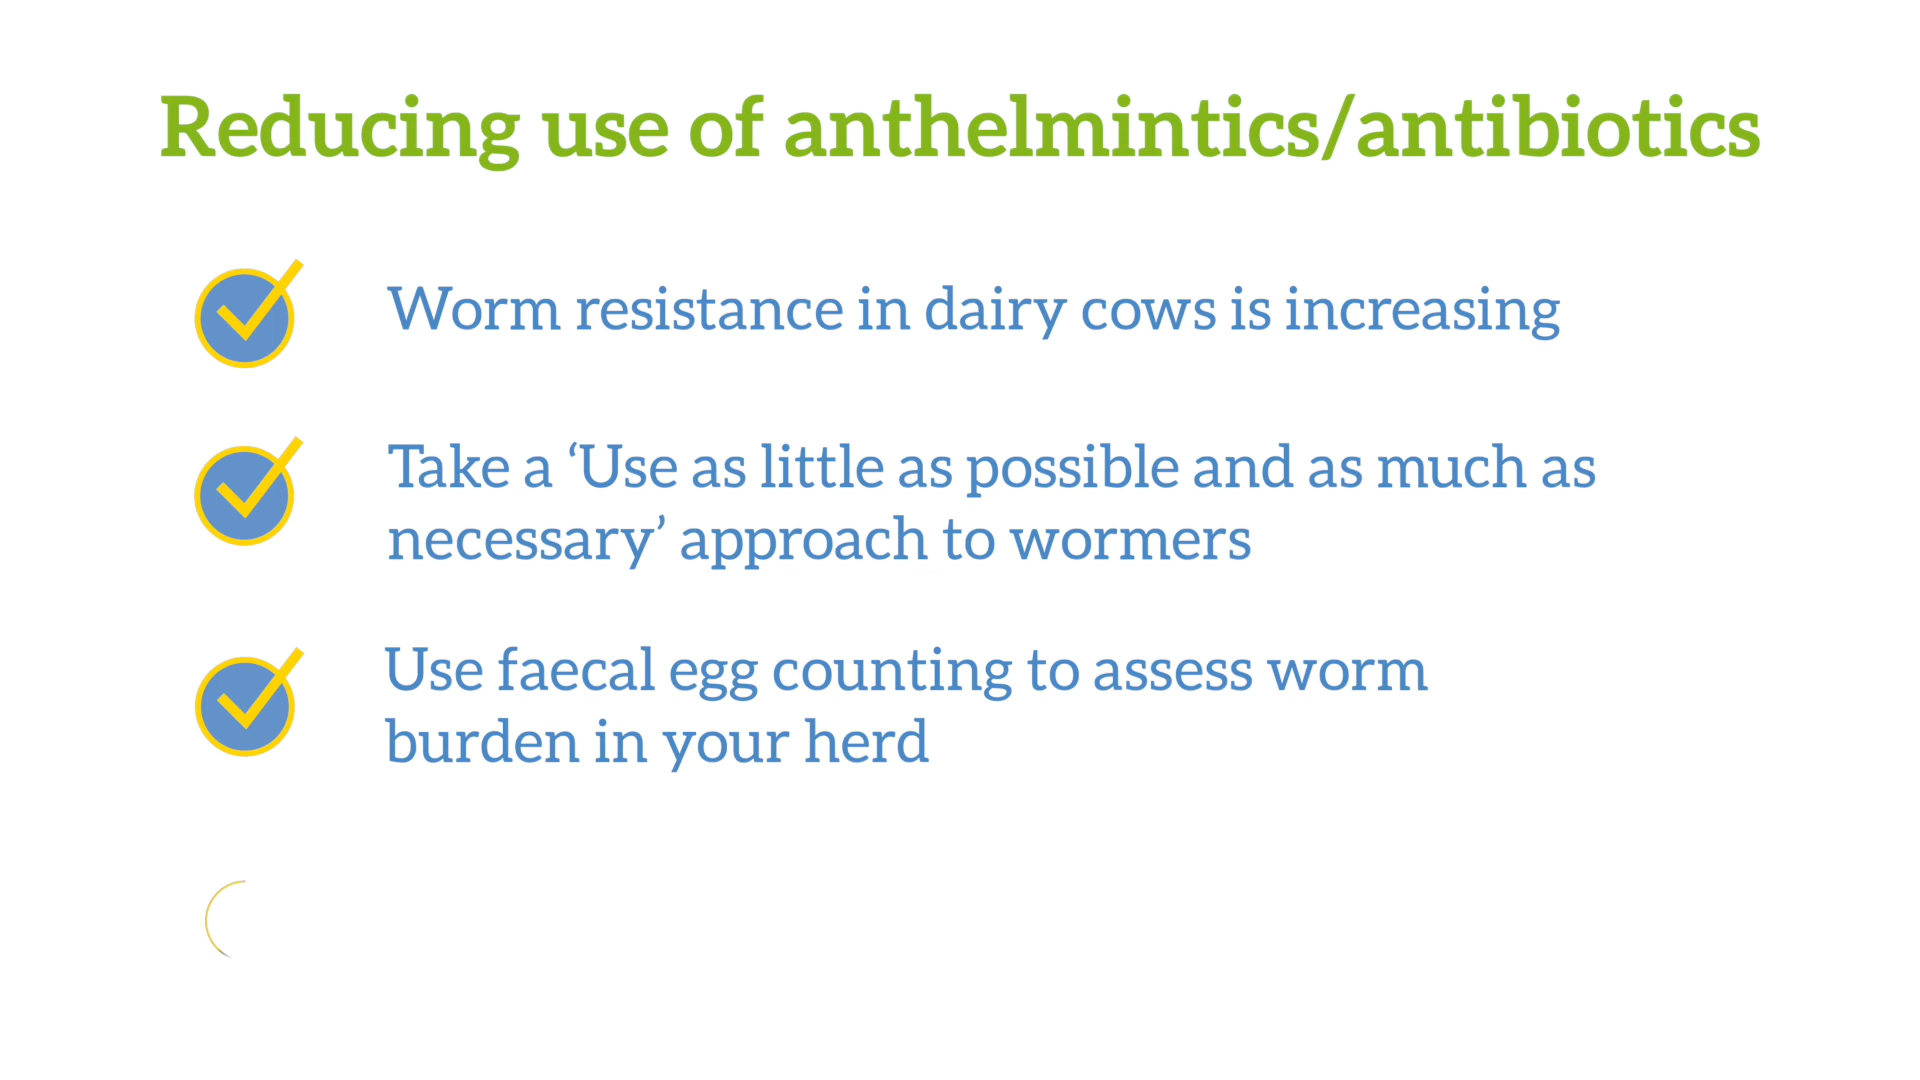 Reducing use of anthelmintics/antibiotics
Worm resistance in dairy cows is increasing
Take a ‘Use as little as possible and as much as
necessary’ approach to wormers
Use faecal egg counting to assess worm
burden in your herd